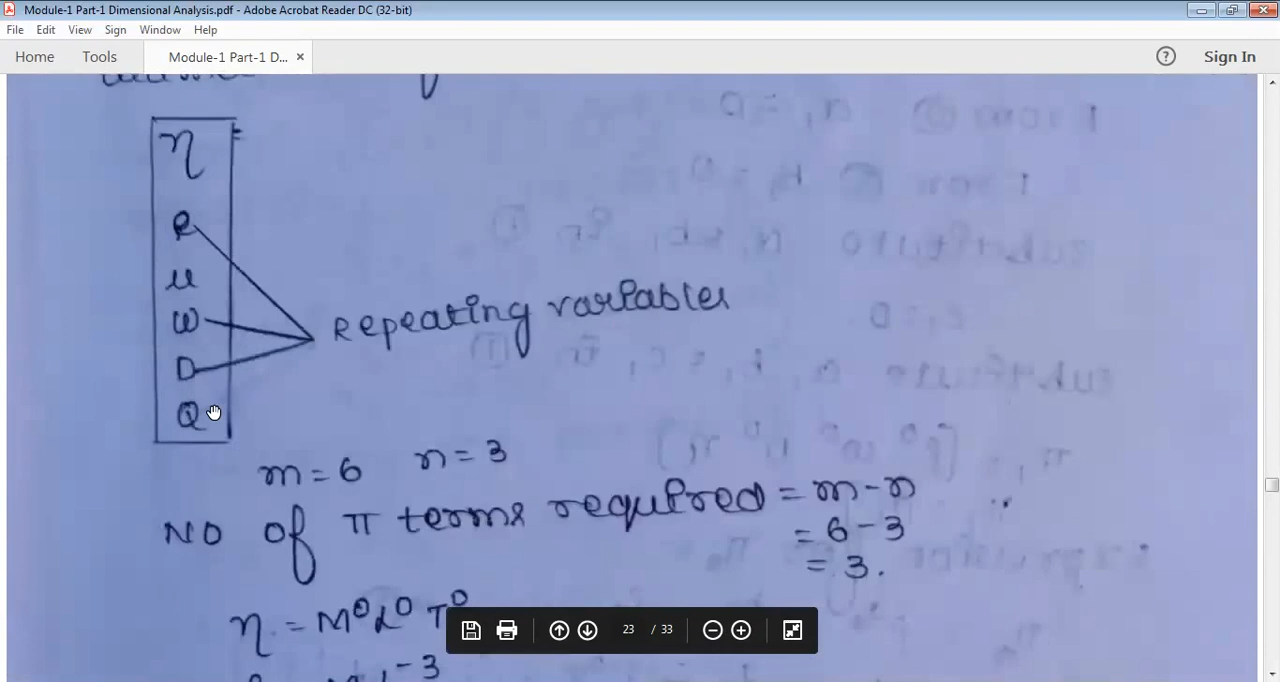 Module-1 Part-1 Dimensional Analysis.pdf - Adobe Acrobat Reader DC (32-bit)
File Edit View Sign Window Help
Home Tools Module-1 Part-1 D... × Sign In
η
ρ
μ
ω
D
Q
Repeating variables
m = 6 n = 3
NO of π terms required = m - n
= 6 - 3
= 3.
η = M⁰L⁰T⁰
23 / 33